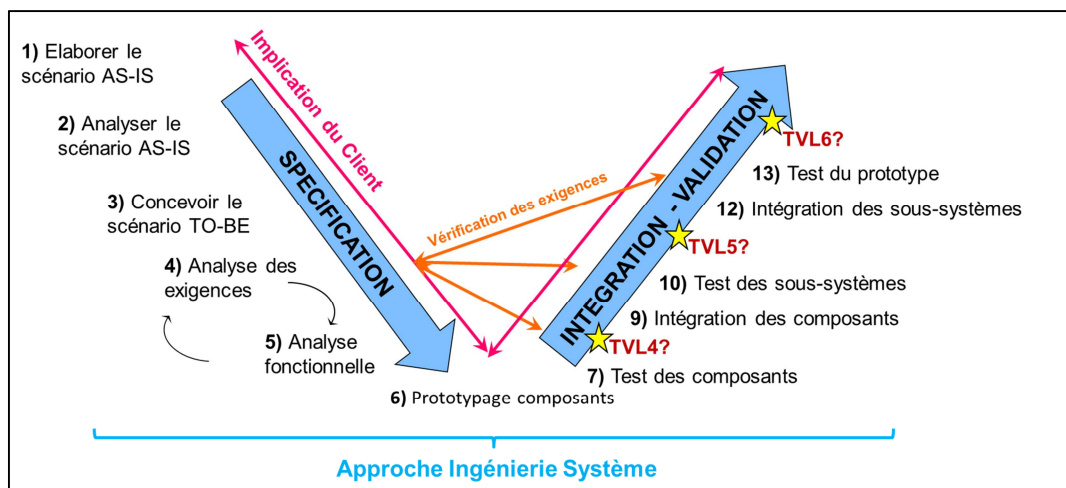 1) Elaborer le
scénario AS-IS
2) Analyser le
scénario AS-IS
3) Concevoir le
scénario TO-BE
4) Analyse des
exigences
5) Analyse
fonctionnelle
6) Prototypage composants
SPECIFICATION
Implication du Client
Vérification des exigences
INTEGRATION - VALIDATION
TVL6?
13) Test du prototype
12) Intégration des sous-systèmes
TVL5?
10) Test des sous-systèmes
9) Intégration des composants
TVL4?
7) Test des composants
Approche Ingénierie Système